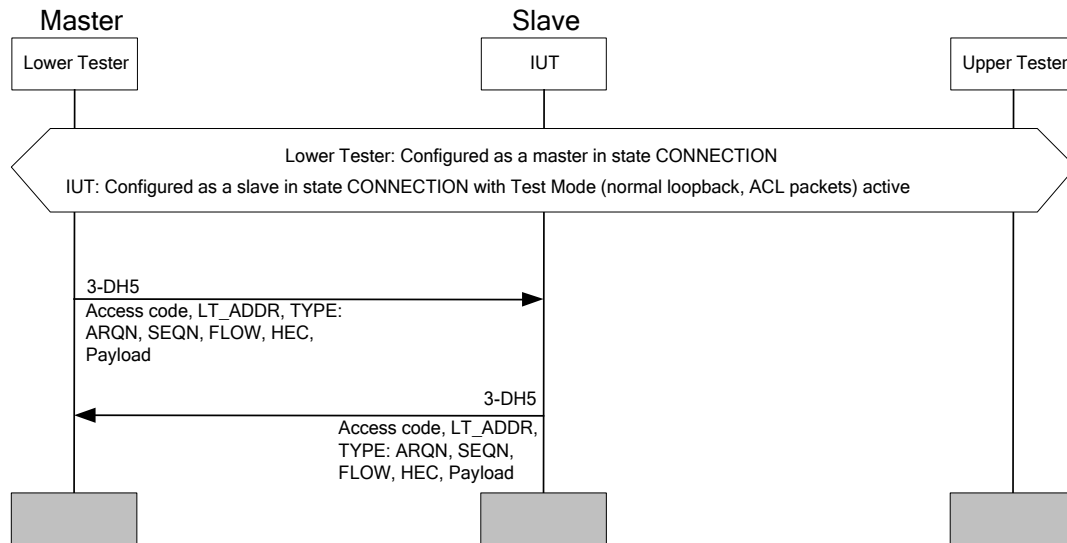 Master
Slave
Lower Tester
IUT
Upper Tester
Lower Tester: Configured as a master in state CONNECTION
IUT: Configured as a slave in state CONNECTION with Test Mode (normal loopback, ACL packets) active
3-DH5
Access code, LT_ADDR, TYPE:
ARQN, SEQN, FLOW, HEC,
Payload
3-DH5
Access code, LT_ADDR,
TYPE: ARQN, SEQN,
FLOW, HEC, Payload